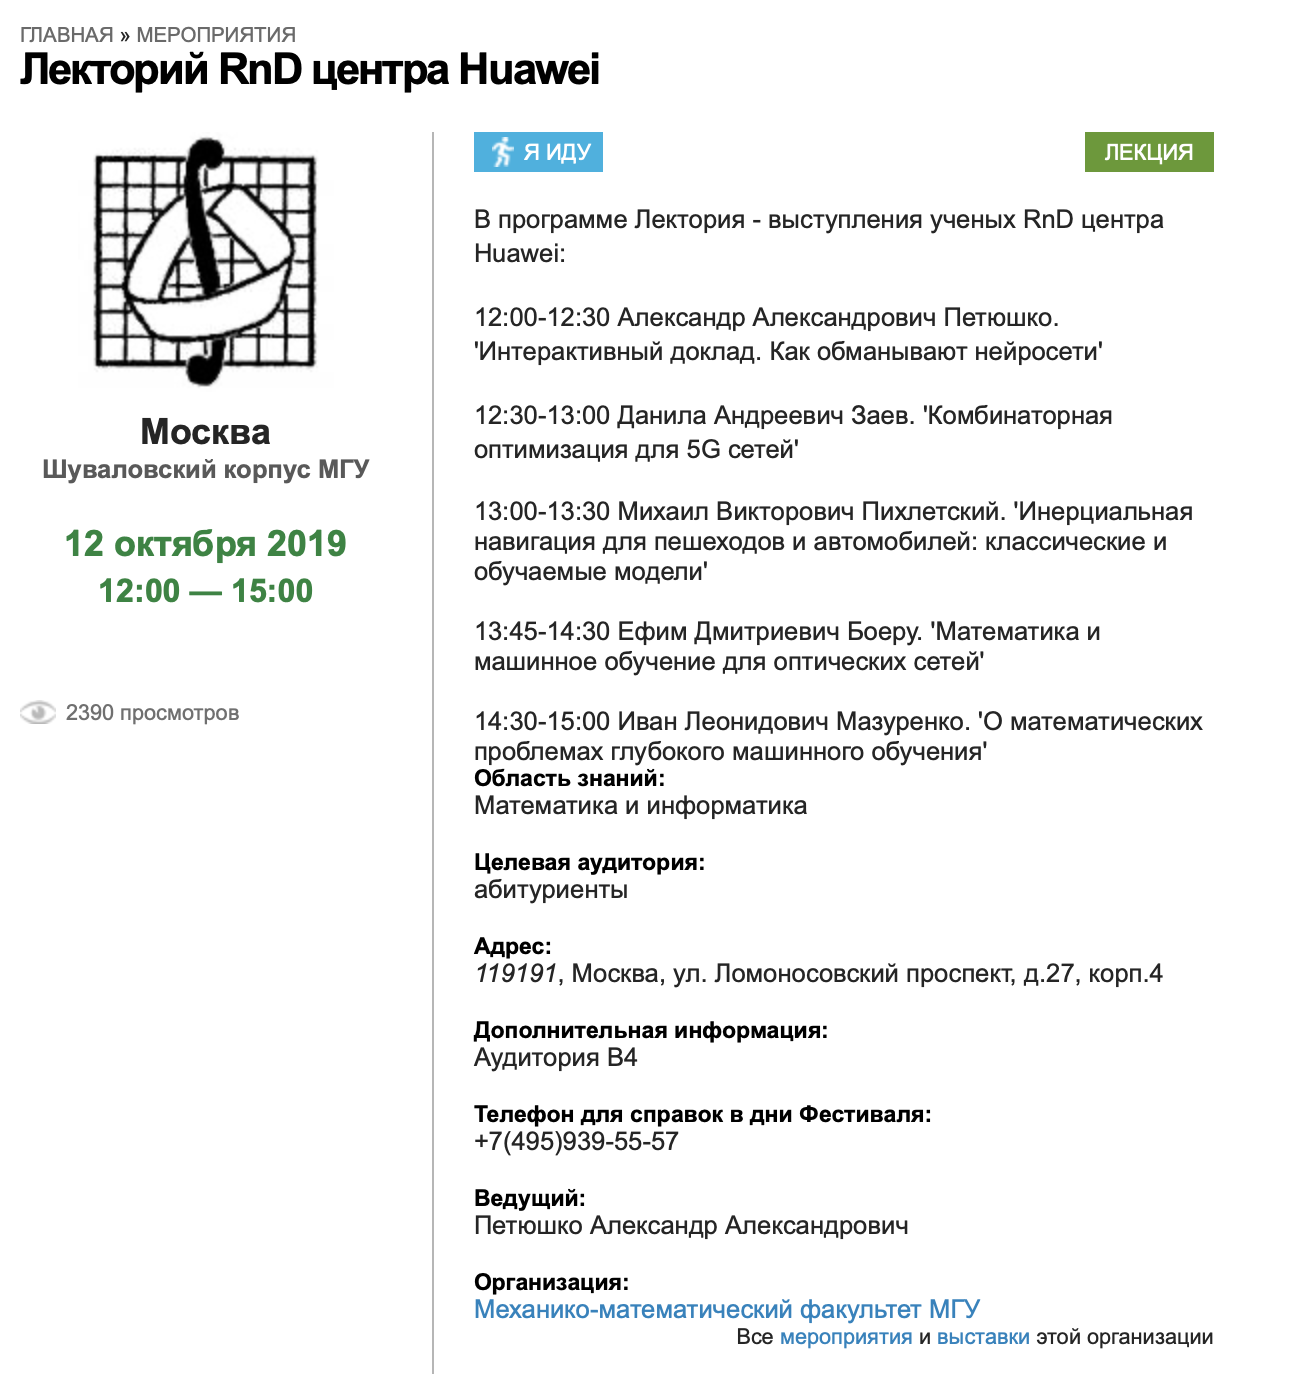 ГЛАВНАЯ » МЕРОПРИЯТИЯ
Лекторий RnD центра Huawei
Москва
Шуваловский корпус МГУ
12 октября 2019
12:00 — 15:00
2390 просмотров
Я ИДУ
ЛЕКЦИЯ
В программе Лектория - выступления ученых RnD центра
Huawei:
12:00-12:30 Александр Александрович Петюшко.
'Интерактивный доклад. Как обманывают нейросети'
12:30-13:00 Данила Андреевич Заев. 'Комбинаторная
оптимизация для 5G сетей'
13:00-13:30 Михаил Викторович Пихлетский. 'Инерциальная
навигация для пешеходов и автомобилей: классические и
обучаемые модели'
13:45-14:30 Ефим Дмитриевич Боеру. 'Математика и
машинное обучение для оптических сетей'
14:30-15:00 Иван Леонидович Мазуренко. 'О математических
проблемах глубокого машинного обучения'
Область знаний:
Математика и информатика
Целевая аудитория:
абитуриенты
Адрес:
119191, Москва, ул. Ломоносовский проспект, д.27, корп.4
Дополнительная информация:
Аудитория В4
Телефон для справок в дни Фестиваля:
+7(495)939-55-57
Ведущий:
Петюшко Александр Александрович
Организация:
Механико-математический факультет МГУ
Все мероприятия и выставки этой организации